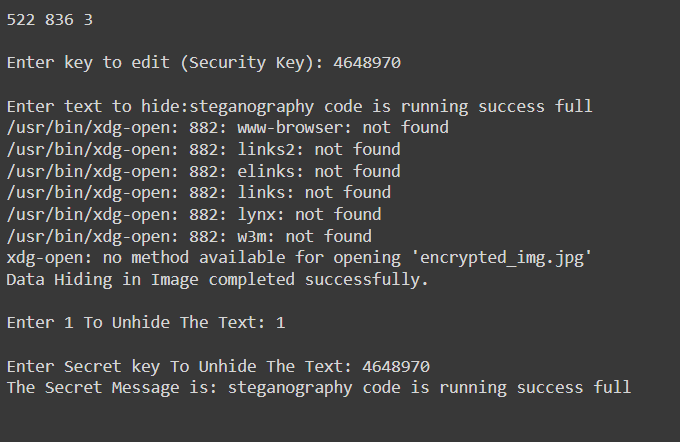 522 836 3
Enter key to edit (Security Key): 4648970
Enter text to hide:steganography code is running success full
/usr/bin/xdg-open: 882: www-browser: not found
/usr/bin/xdg-open: 882: links2: not found
/usr/bin/xdg-open: 882: elinks: not found
/usr/bin/xdg-open: 882: links: not found
/usr/bin/xdg-open: 882: lynx: not found
/usr/bin/xdg-open: 882: w3m: not found
xdg-open: no method available for opening 'encrypted_img.jpg'
Data Hiding in Image completed successfully.
Enter 1 To Unhide The Text: 1
Enter Secret key To Unhide The Text: 4648970
The Secret Message is: steganography code is running success full